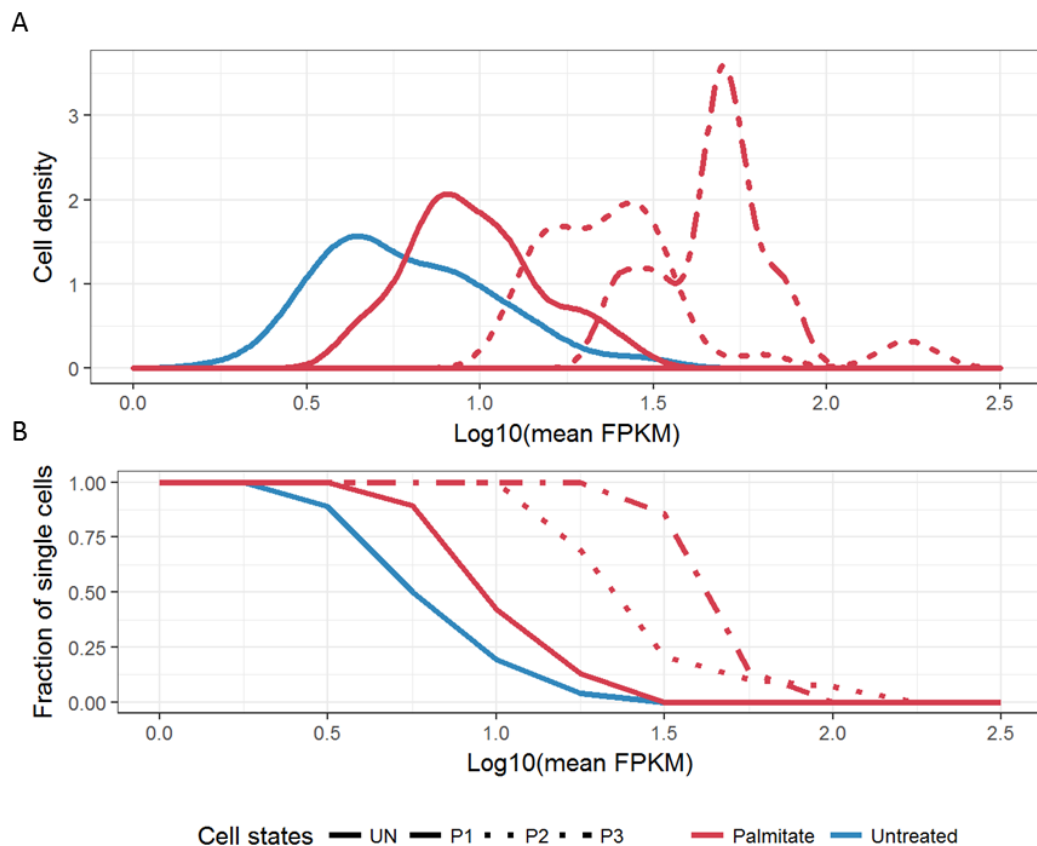 A
Cell density
3
2
1
0
0.0 0.5 1.0 1.5 2.0 2.5
Log10(mean FPKM)
B
Fraction of single cells
1.00
0.75
0.50
0.25
0.00
0.0 0.5 1.0 1.5 2.0 2.5
Log10(mean FPKM)
Cell states UN P1 P2 P3 Palmitate Untreated